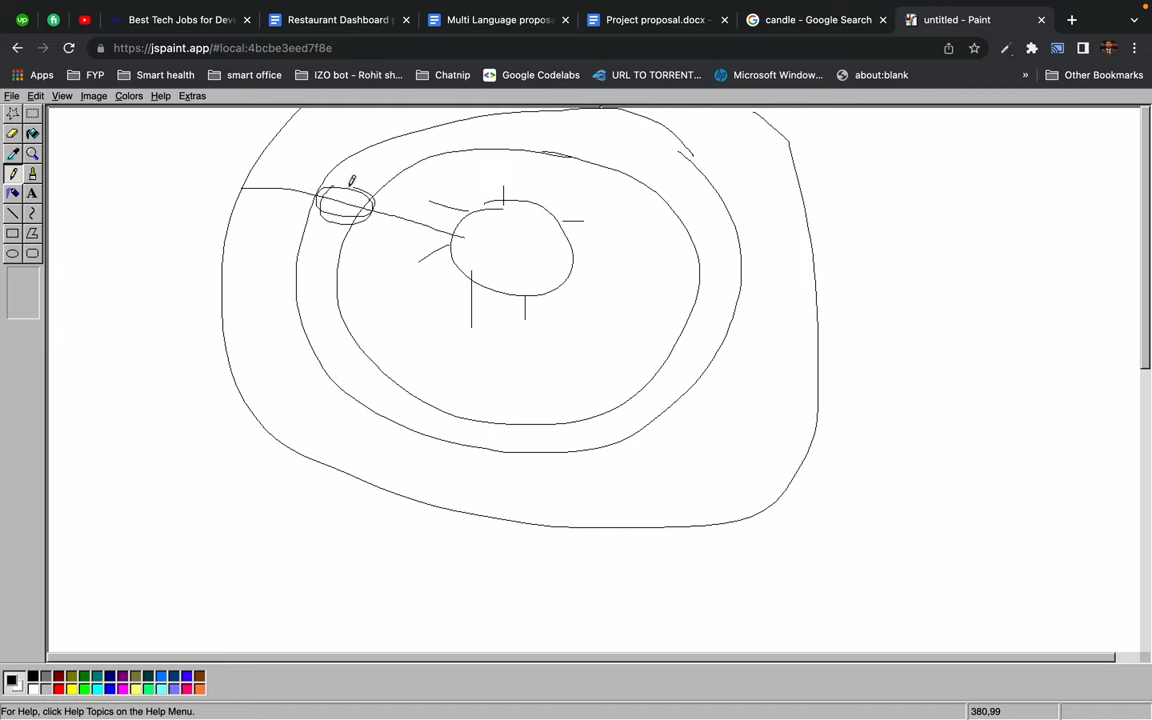 Best Tech Jobs for Deve
Restaurant Dashboard p
Multi Language proposa
Project proposal.docx
candle - Google Search
untitled - Paint
https://jspaint.app/#local:4bcbe3eed7f8e
Apps
FYP
Smart health
smart office
IZO bot - Rohit sh...
Chatnip
Google Codelabs
URL TO TORRENT...
Microsoft Window...
about:blank
»
Other Bookmarks
File Edit View Image Colors Help Extras
A
For Help, click Help Topics on the Help Menu.
380,99